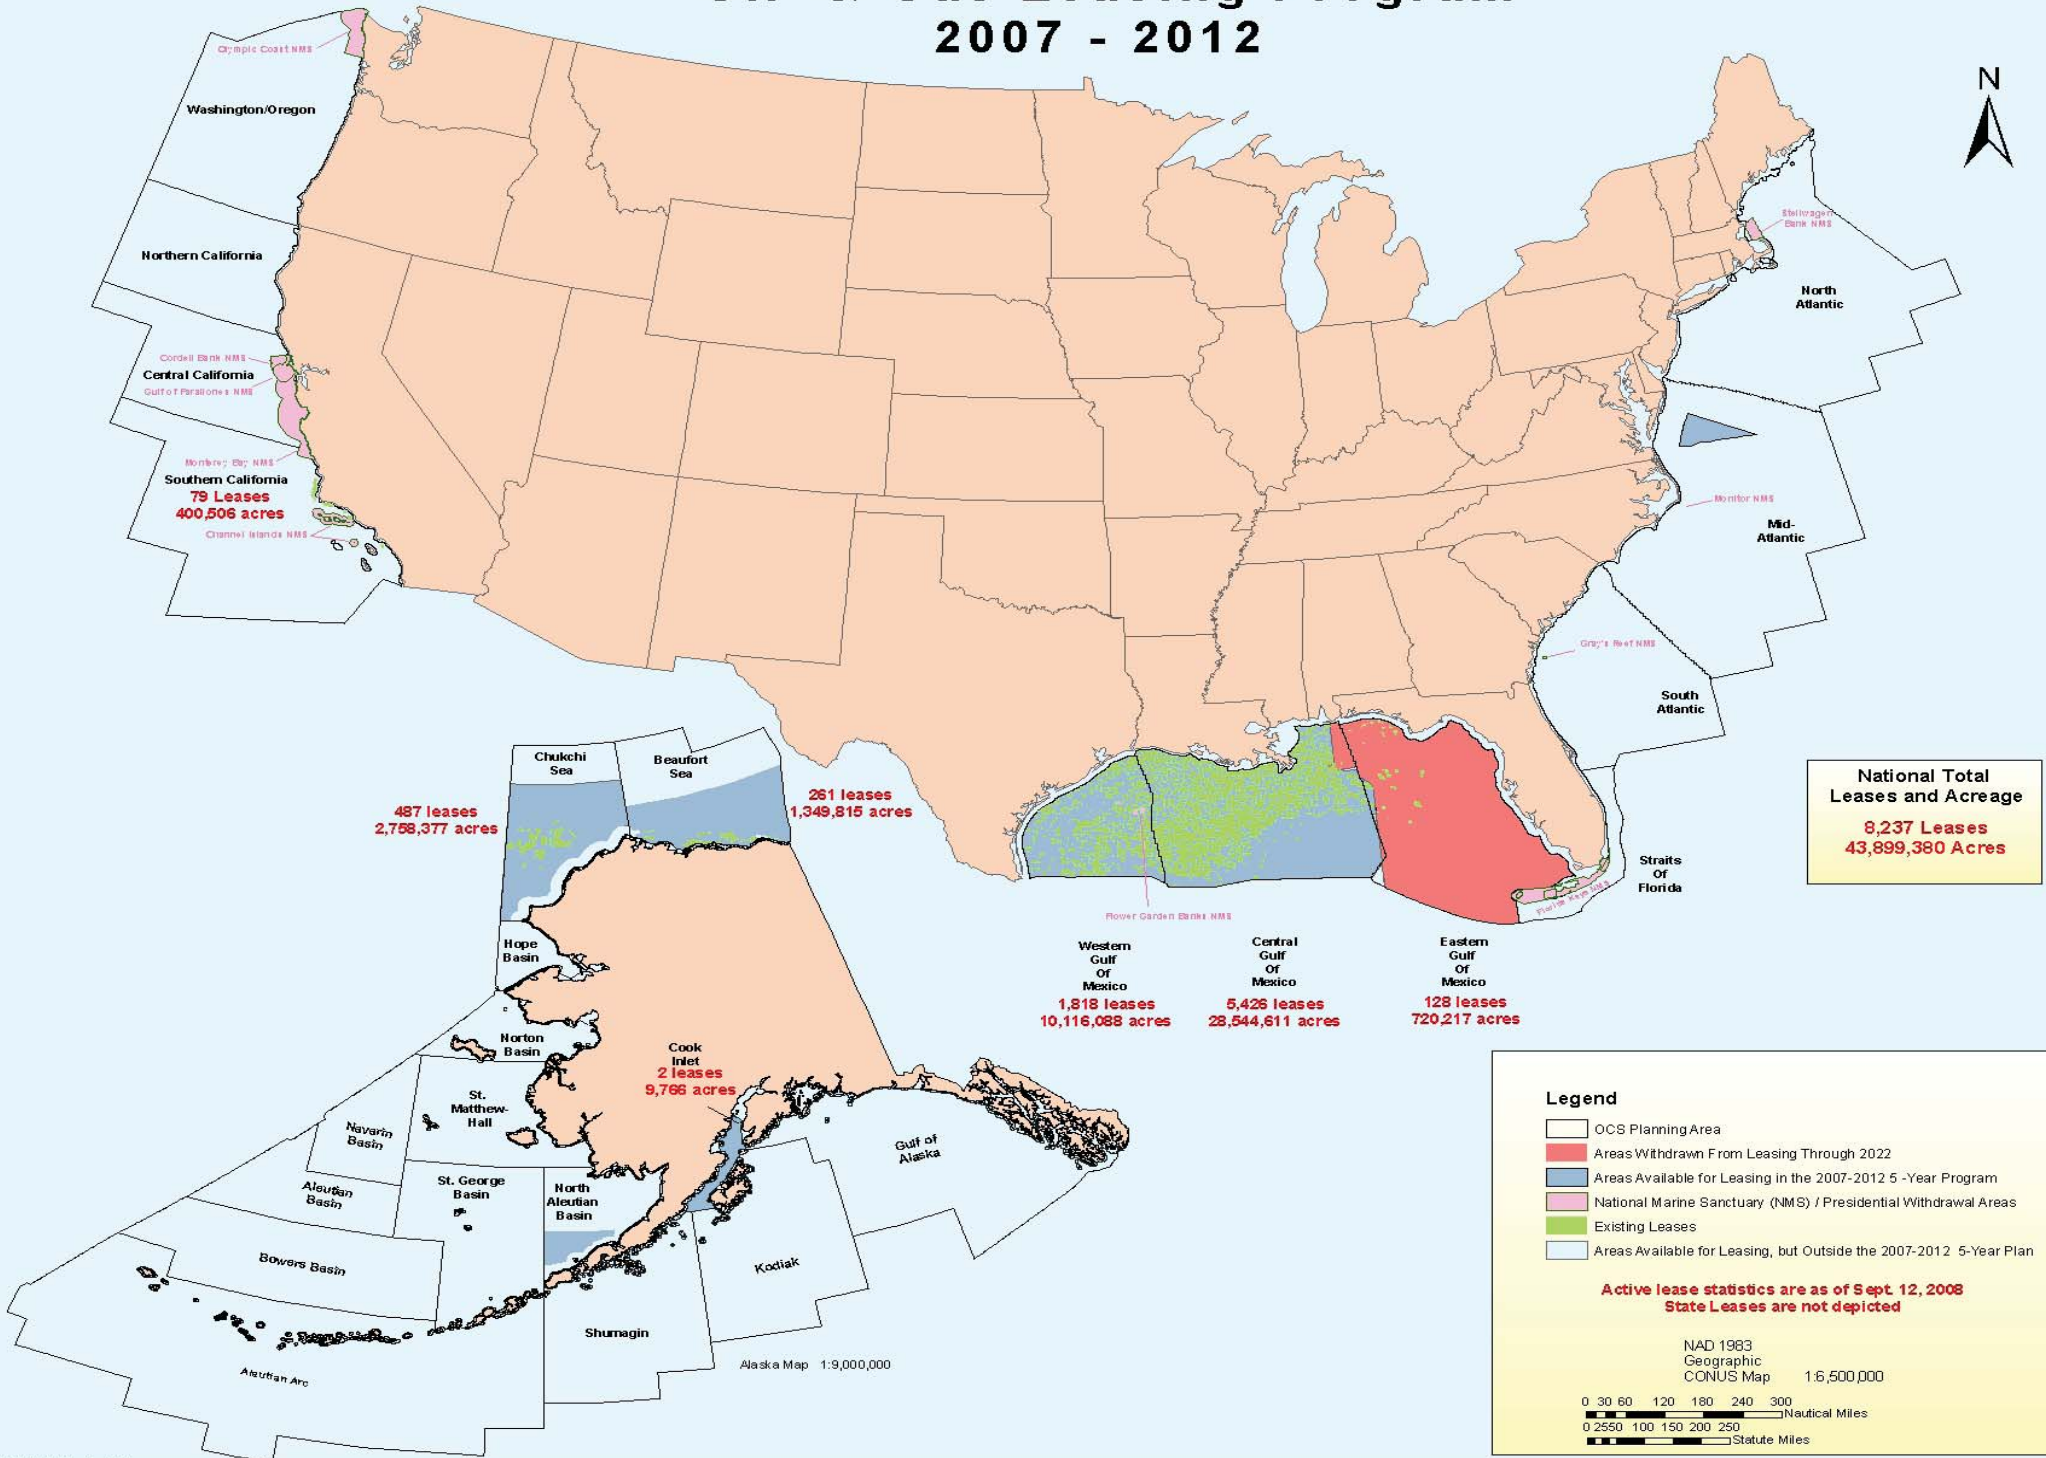 2007 - 2012
N
Olympic Coast NMS
Washington/Oregon
Northern California
Cordell Bank NMS
Central California
Gulf of Farallones NMS
Monterey Bay NMS
Southern California
79 Leases
400,506 acres
Channel Islands NMS
Stellwagen
Bank NMS
North
Atlantic
Monitor NMS
Mid-
Atlantic
Gray's Reef NMS
South
Atlantic
Straits
Of
Florida
Florida Keys NMS
National Total
Leases and Acreage
8,237 Leases
43,899,380 Acres
Chukchi
Sea
Beaufort
Sea
487 leases
2,758,377 acres
261 leases
1,349,815 acres
Flower Garden Banks NMS
Western
Gulf
Of
Mexico
1,818 leases
10,116,088 acres
Central
Gulf
Of
Mexico
5,426 leases
28,544,611 acres
Eastern
Gulf
Of
Mexico
128 leases
720,217 acres
Hope
Basin
Norton
Basin
Cook
Inlet
2 leases
9,766 acres
St.
Matthew-
Hall
Navarin
Basin
Aleutian
Basin
St. George
Basin
North
Aleutian
Basin
Gulf of
Alaska
Bowers Basin
Kodiak
Shumagin
Aleutian Arc
Alaska Map 1:9,000,000
Legend
OCS Planning Area
Areas Withdrawn From Leasing Through 2022
Areas Available for Leasing in the 2007-2012 5 -Year Program
National Marine Sanctuary (NMS) / Presidential Withdrawal Areas
Existing Leases
Areas Available for Leasing, but Outside the 2007-2012 5-Year Plan
Active lease statistics are as of Sept. 12, 2008
State Leases are not depicted
NAD 1983
Geographic
CONUS Map 1:6,500,000
0 30 60 120 180 240 300
Nautical Miles
0 2550 100 150 200 250
Statute Miles